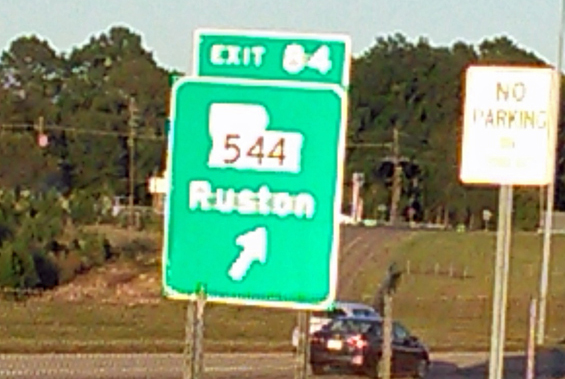 EXIT 84
544
Ruston
NO
PARKING